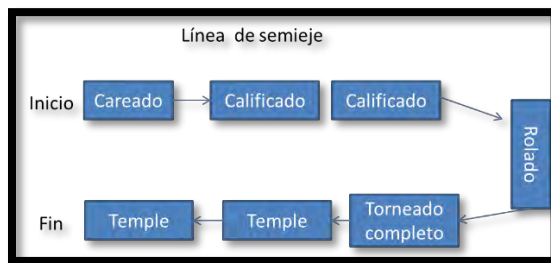 Línea de semieje
Inicio
Careado
Calificado
Calificado
Rolado
Fin
Temple
Temple
Torneado
completo